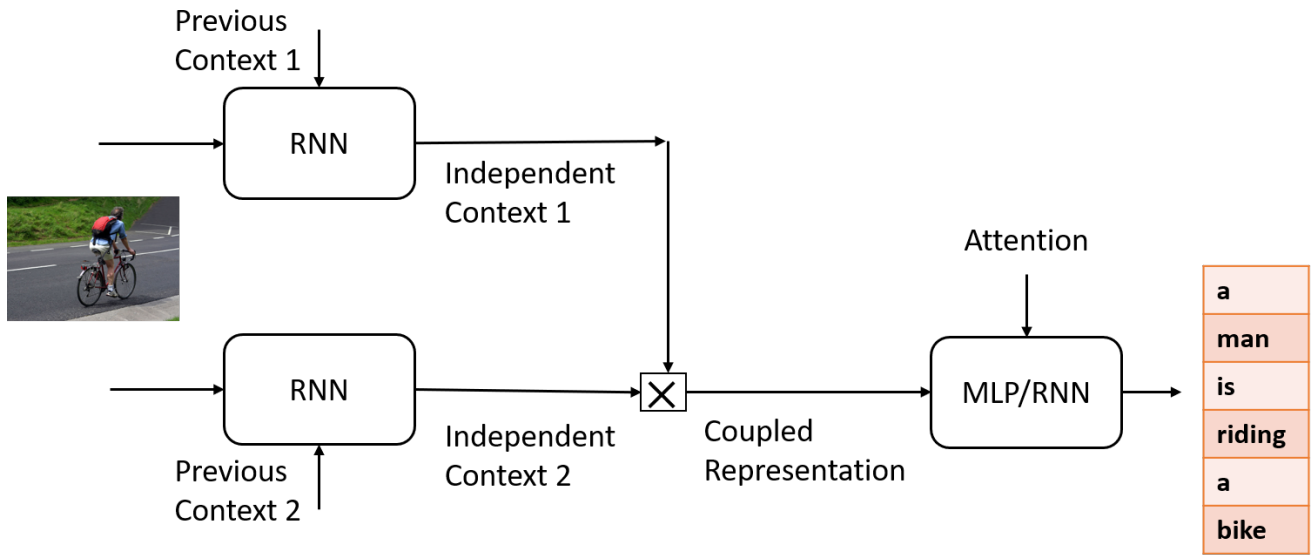 Previous
Context 1
RNN
Independent
Context 1
RNN
Previous
Context 2
Independent
Context 2
×
Coupled
Representation
Attention
MLP/RNN
a
man
is
riding
a
bike